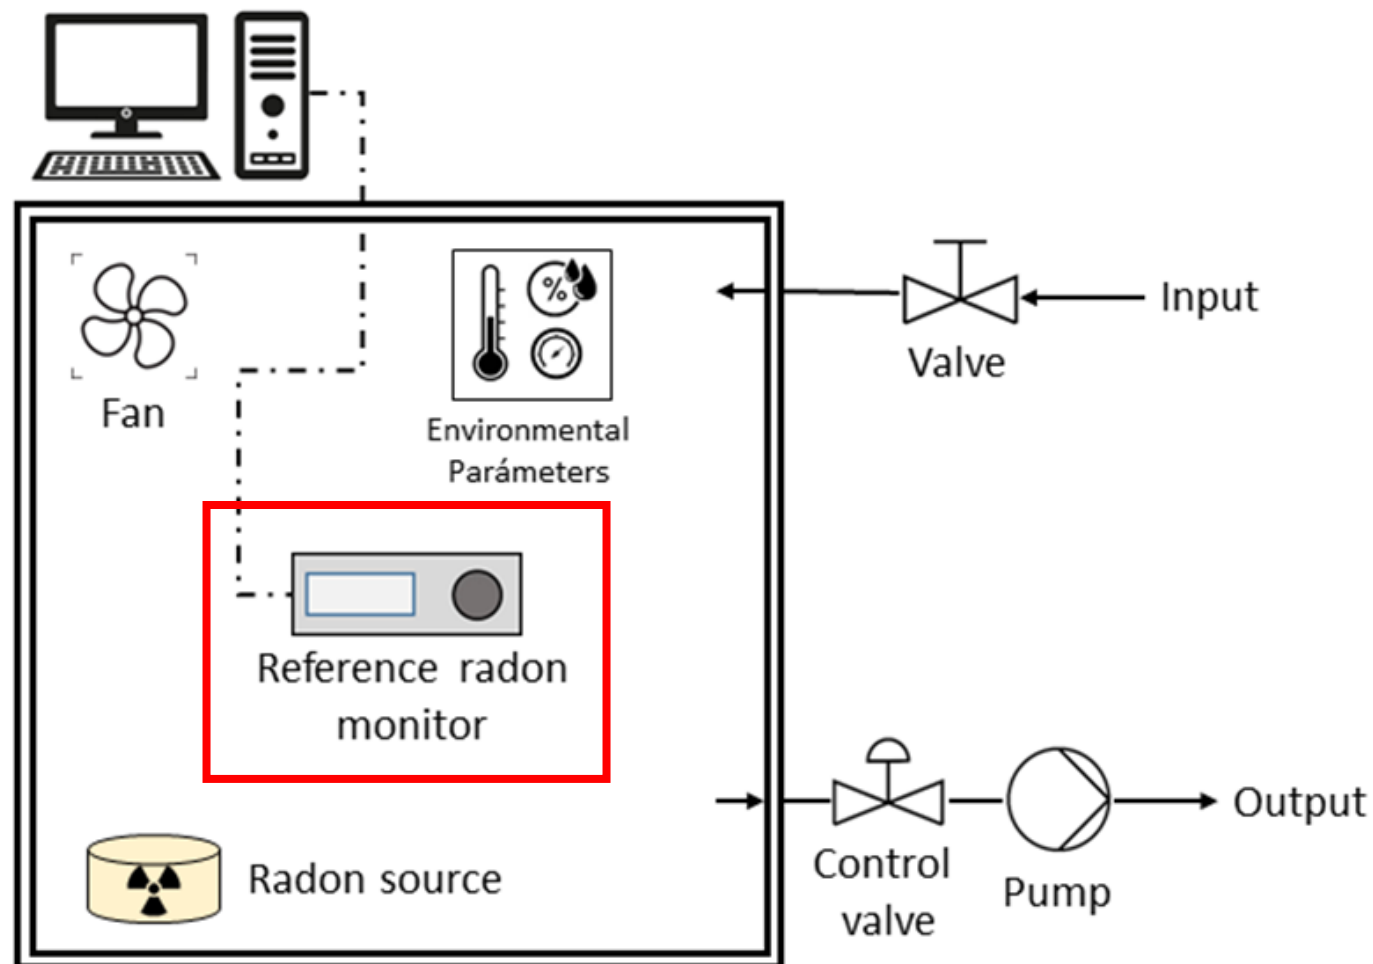 Input
Valve
Fan
Environmental
Parámeters
%
Reference radon
monitor
Radon source
Control
valve
Pump
Output